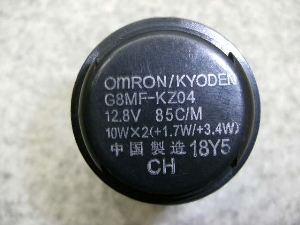 OMRON/KYODEN
G8MF-KZ04
12.8V 85C/M
10W×2(+1.7W/+3.4W)
中国製造 18Y5
CH